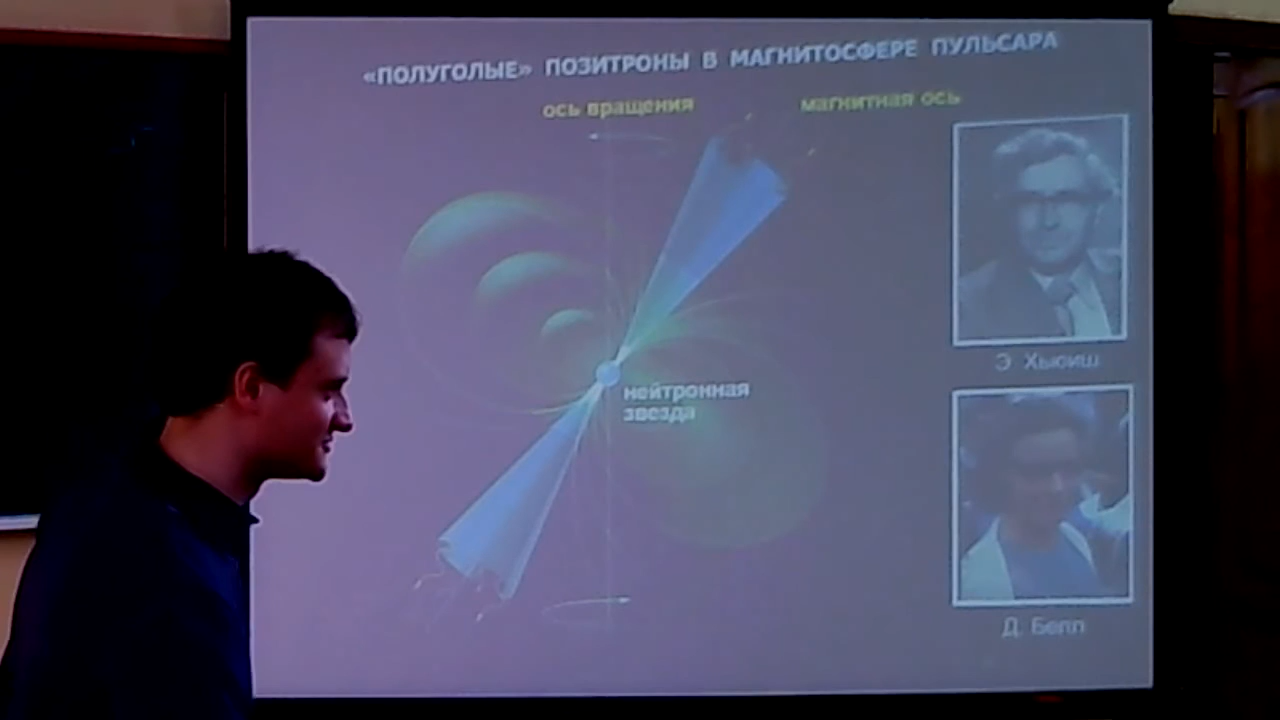 «ПОЛУГОЛЫЕ» ПОЗИТРОНЫ В МАГНИТОСФЕРЕ ПУЛЬСАРА
ось вращения
магнитная ось
Э. Хьюиш
нейтронная
звезда
Д. Белл